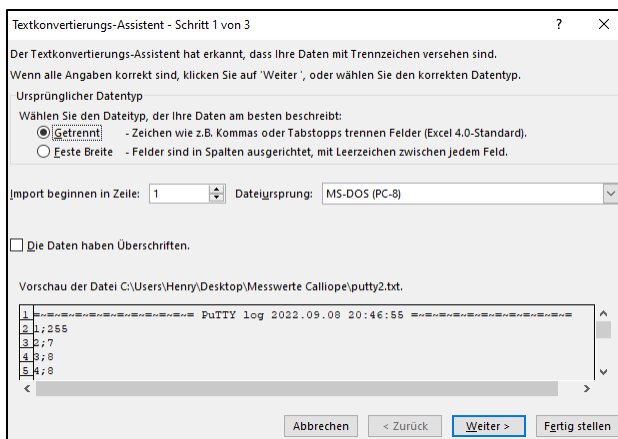 Textkonvertierungs-Assistent - Schritt 1 von 3 ? ×
Der Textkonvertierungs-Assistent hat erkannt, dass Ihre Daten mit Trennzeichen versehen sind.
Wenn alle Angaben korrekt sind, klicken Sie auf 'Weiter ', oder wählen Sie den korrekten Datentyp.
Ursprünglicher Datentyp
Wählen Sie den Dateityp, der Ihre Daten am besten beschreibt:
Getrennt - Zeichen wie z.B. Kommas oder Tabstopps trennen Felder (Excel 4.0-Standard).
Feste Breite - Felder sind in Spalten ausgerichtet, mit Leerzeichen zwischen jedem Feld.
Import beginnen in Zeile: 1 Dateiursprung: MS-DOS (PC-8)
Die Daten haben Überschriften.
Vorschau der Datei C:\Users\Henry\Desktop\Messwerte Calliope\putty2.txt.
1 =~=~=~=~=~=~=~=~=~=~=~= PuTTY log 2022.09.08 20:46:55 =~=~=~=~=~=~=~=~=~=~=~=
2 1;255
3 2;7
4 3;8
5 4;8
Abbrechen < Zurück Weiter > Fertig stellen